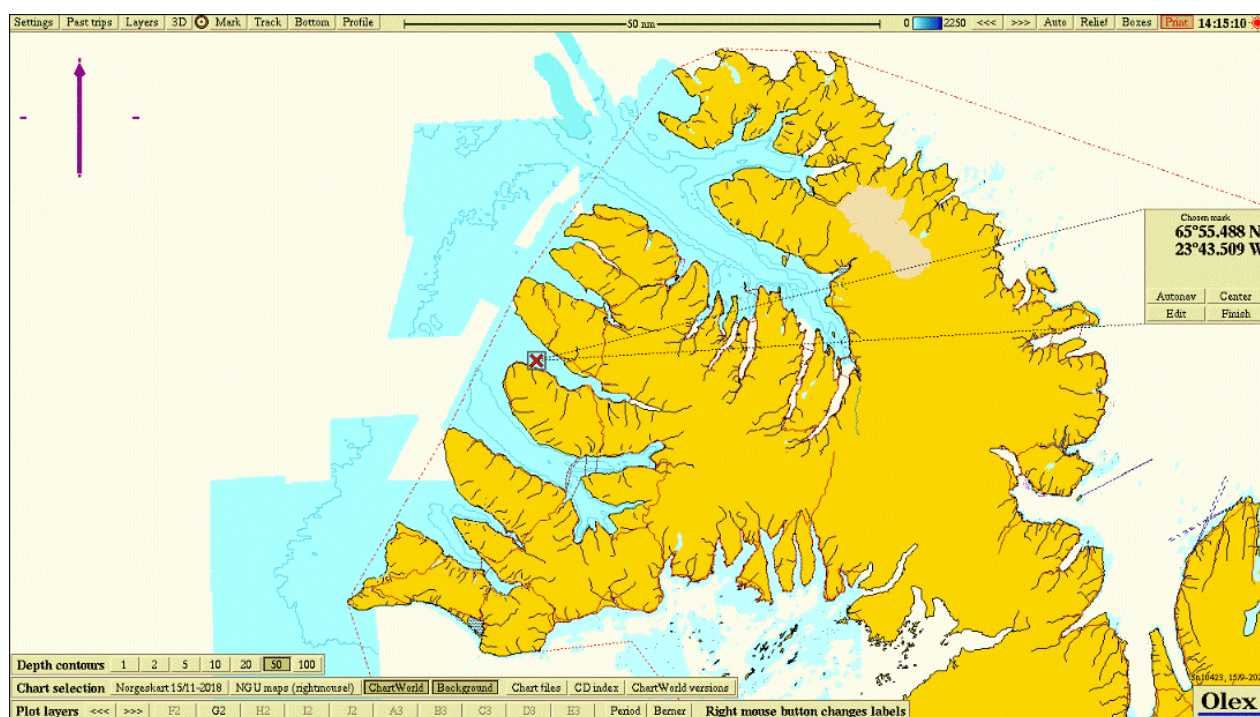 Settings Past trips Layers 3D Mark Track Bottom Profile 50 nm 0 2250 <<< >>> Auto Relief Boxes Print 14:15:10
Chosen mark
65°55.488 N
23°43.509 W
Autonav Center
Edit Finish
Depth contours 1 2 5 10 20 50 100
Chart selection Norgeskart 15/11-2018 NGU maps (rightmouse!) ChartWorld Background Chart files CD index ChartWorld versions
Plot layers <<< >>> F2 G2 H2 I2 J2 A3 B3 C3 D3 E3 Period Berner Right mouse button changes labels
Olex